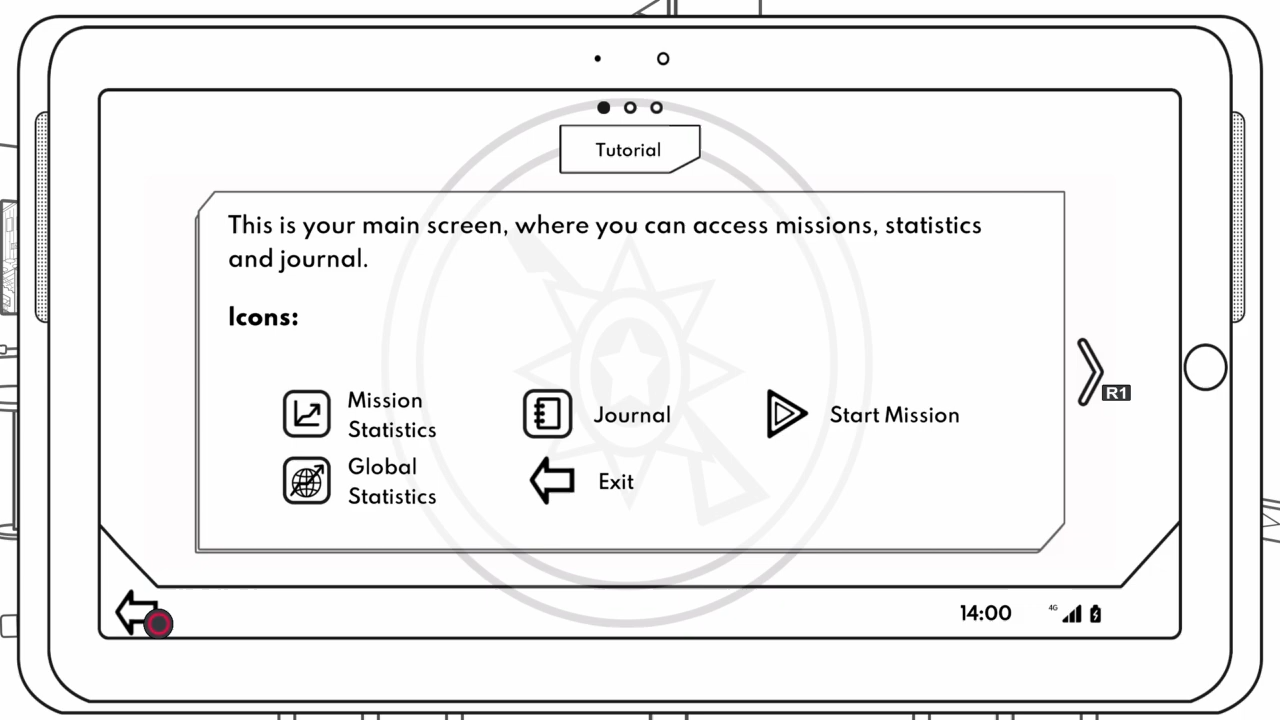 Tutorial
This is your main screen, where you can access missions, statistics
and journal.
Icons:
Mission
Statistics
Journal
Start Mission
Global
Statistics
Exit
R1
14:00
4G